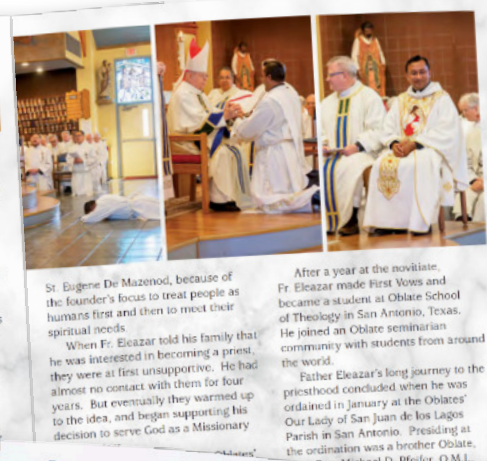 St. Eugene De Mazenod, because of
the founder's focus to treat people as
humans first and then to meet their
spiritual needs.
When Fr. Eleazar told his family that
he was interested in becoming a priest,
they were at first unsupportive. He had
almost no contact with them for four
years. But eventually they warmed up
to the idea, and began supporting his
decision to serve God as a Missionary
Oblates'
After a year at the novitiate,
Fr. Eleazar made First Vows and
became a student at Oblate School
of Theology in San Antonio, Texas.
He joined an Oblate seminarian
community with students from around
the world.
Father Eleazar's long journey to the
priesthood concluded when he was
ordained in January at the Oblates'
Our Lady of San Juan de los Lagos
Parish in San Antonio. Presiding at
the ordination was a brother Oblate,
Michael D. Pfeifer, O.M.I.